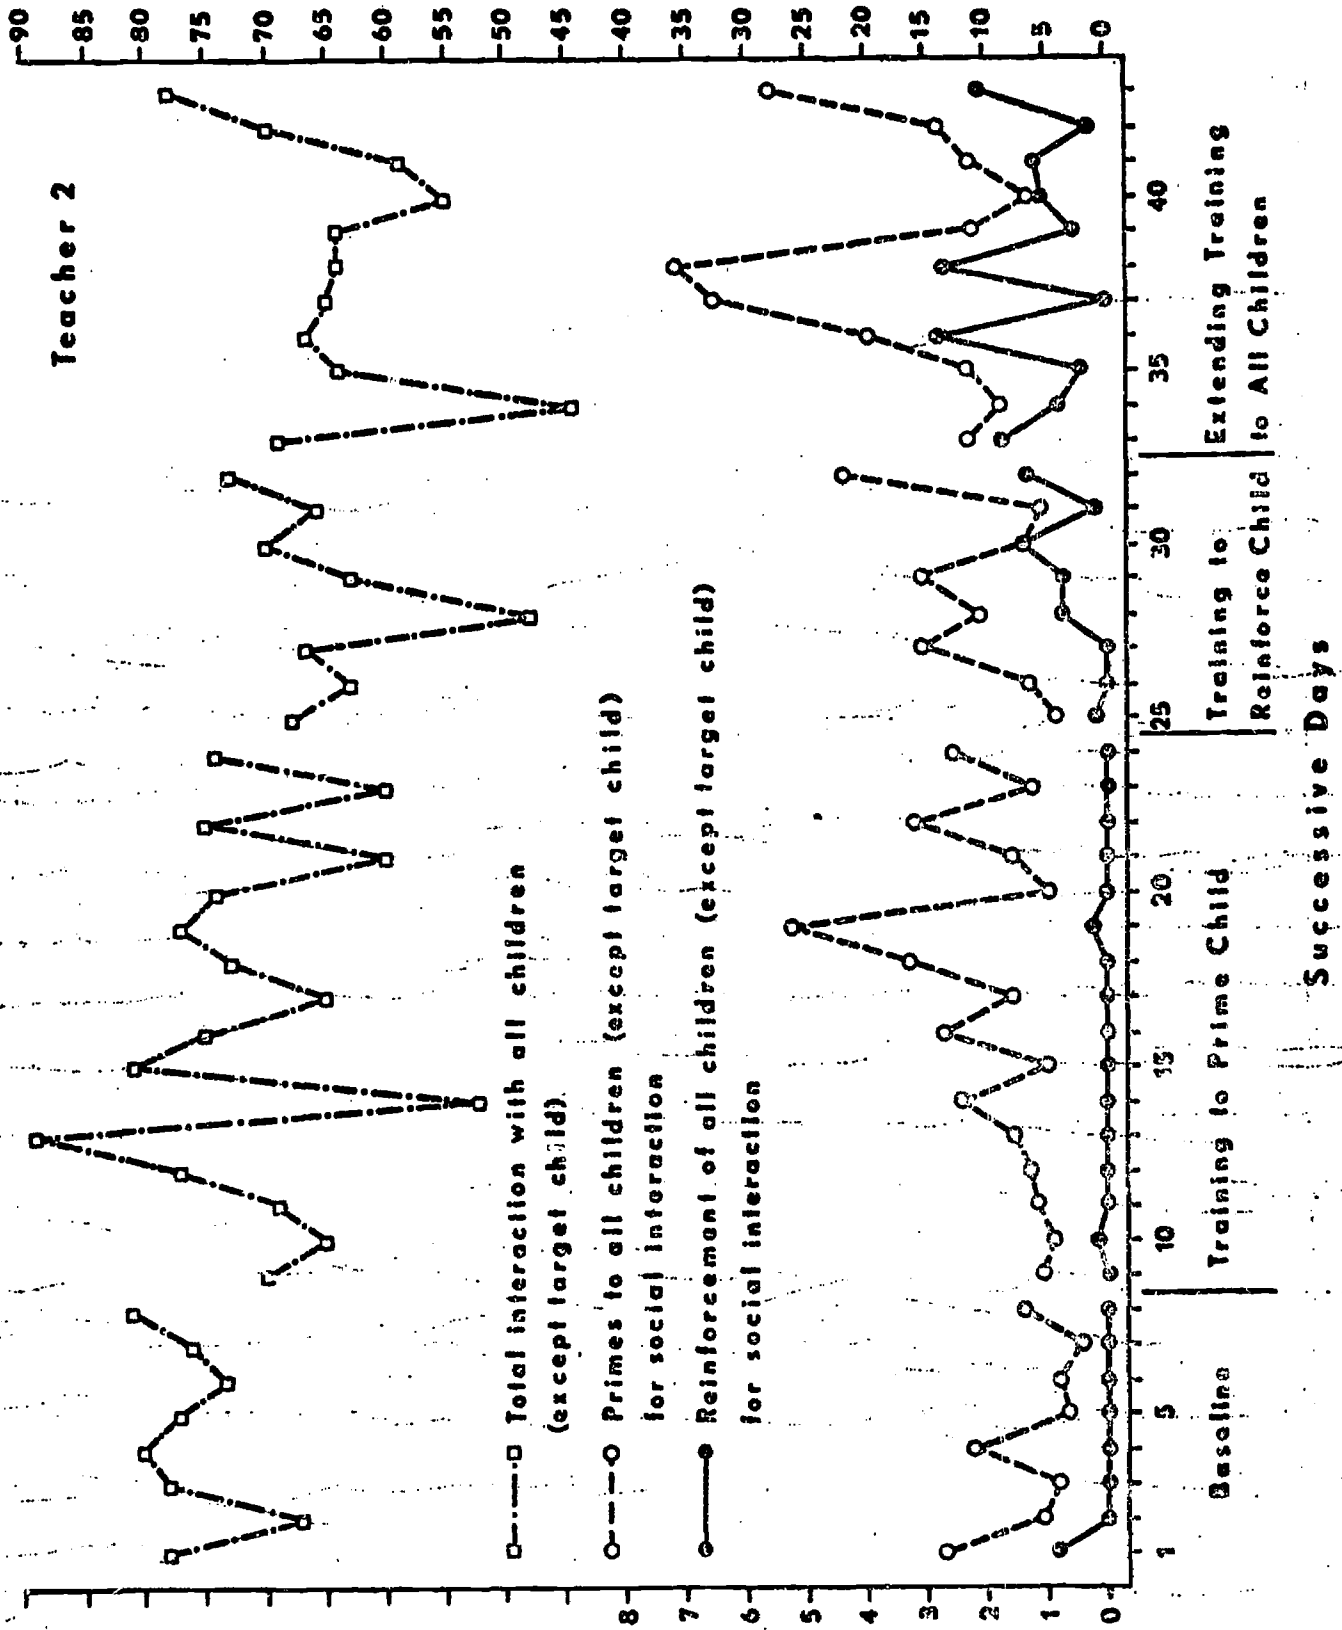 Teacher 2
90
85
80
75
70
65
60
55
50
45
40
35
30
25
20
15
10
5
0
Total interaction with all children
(except target child)
Primes to all children (except target child)
for social interaction
Reinforcement of all children (except target child)
for social interaction
8
7
6
5
4
3
2
1
0
1 5 10 15 20 25 30 35 40
Baseline
Training to Prime Child
Training to
Reinforce Child
Extending Training
to All Children
Successive Days